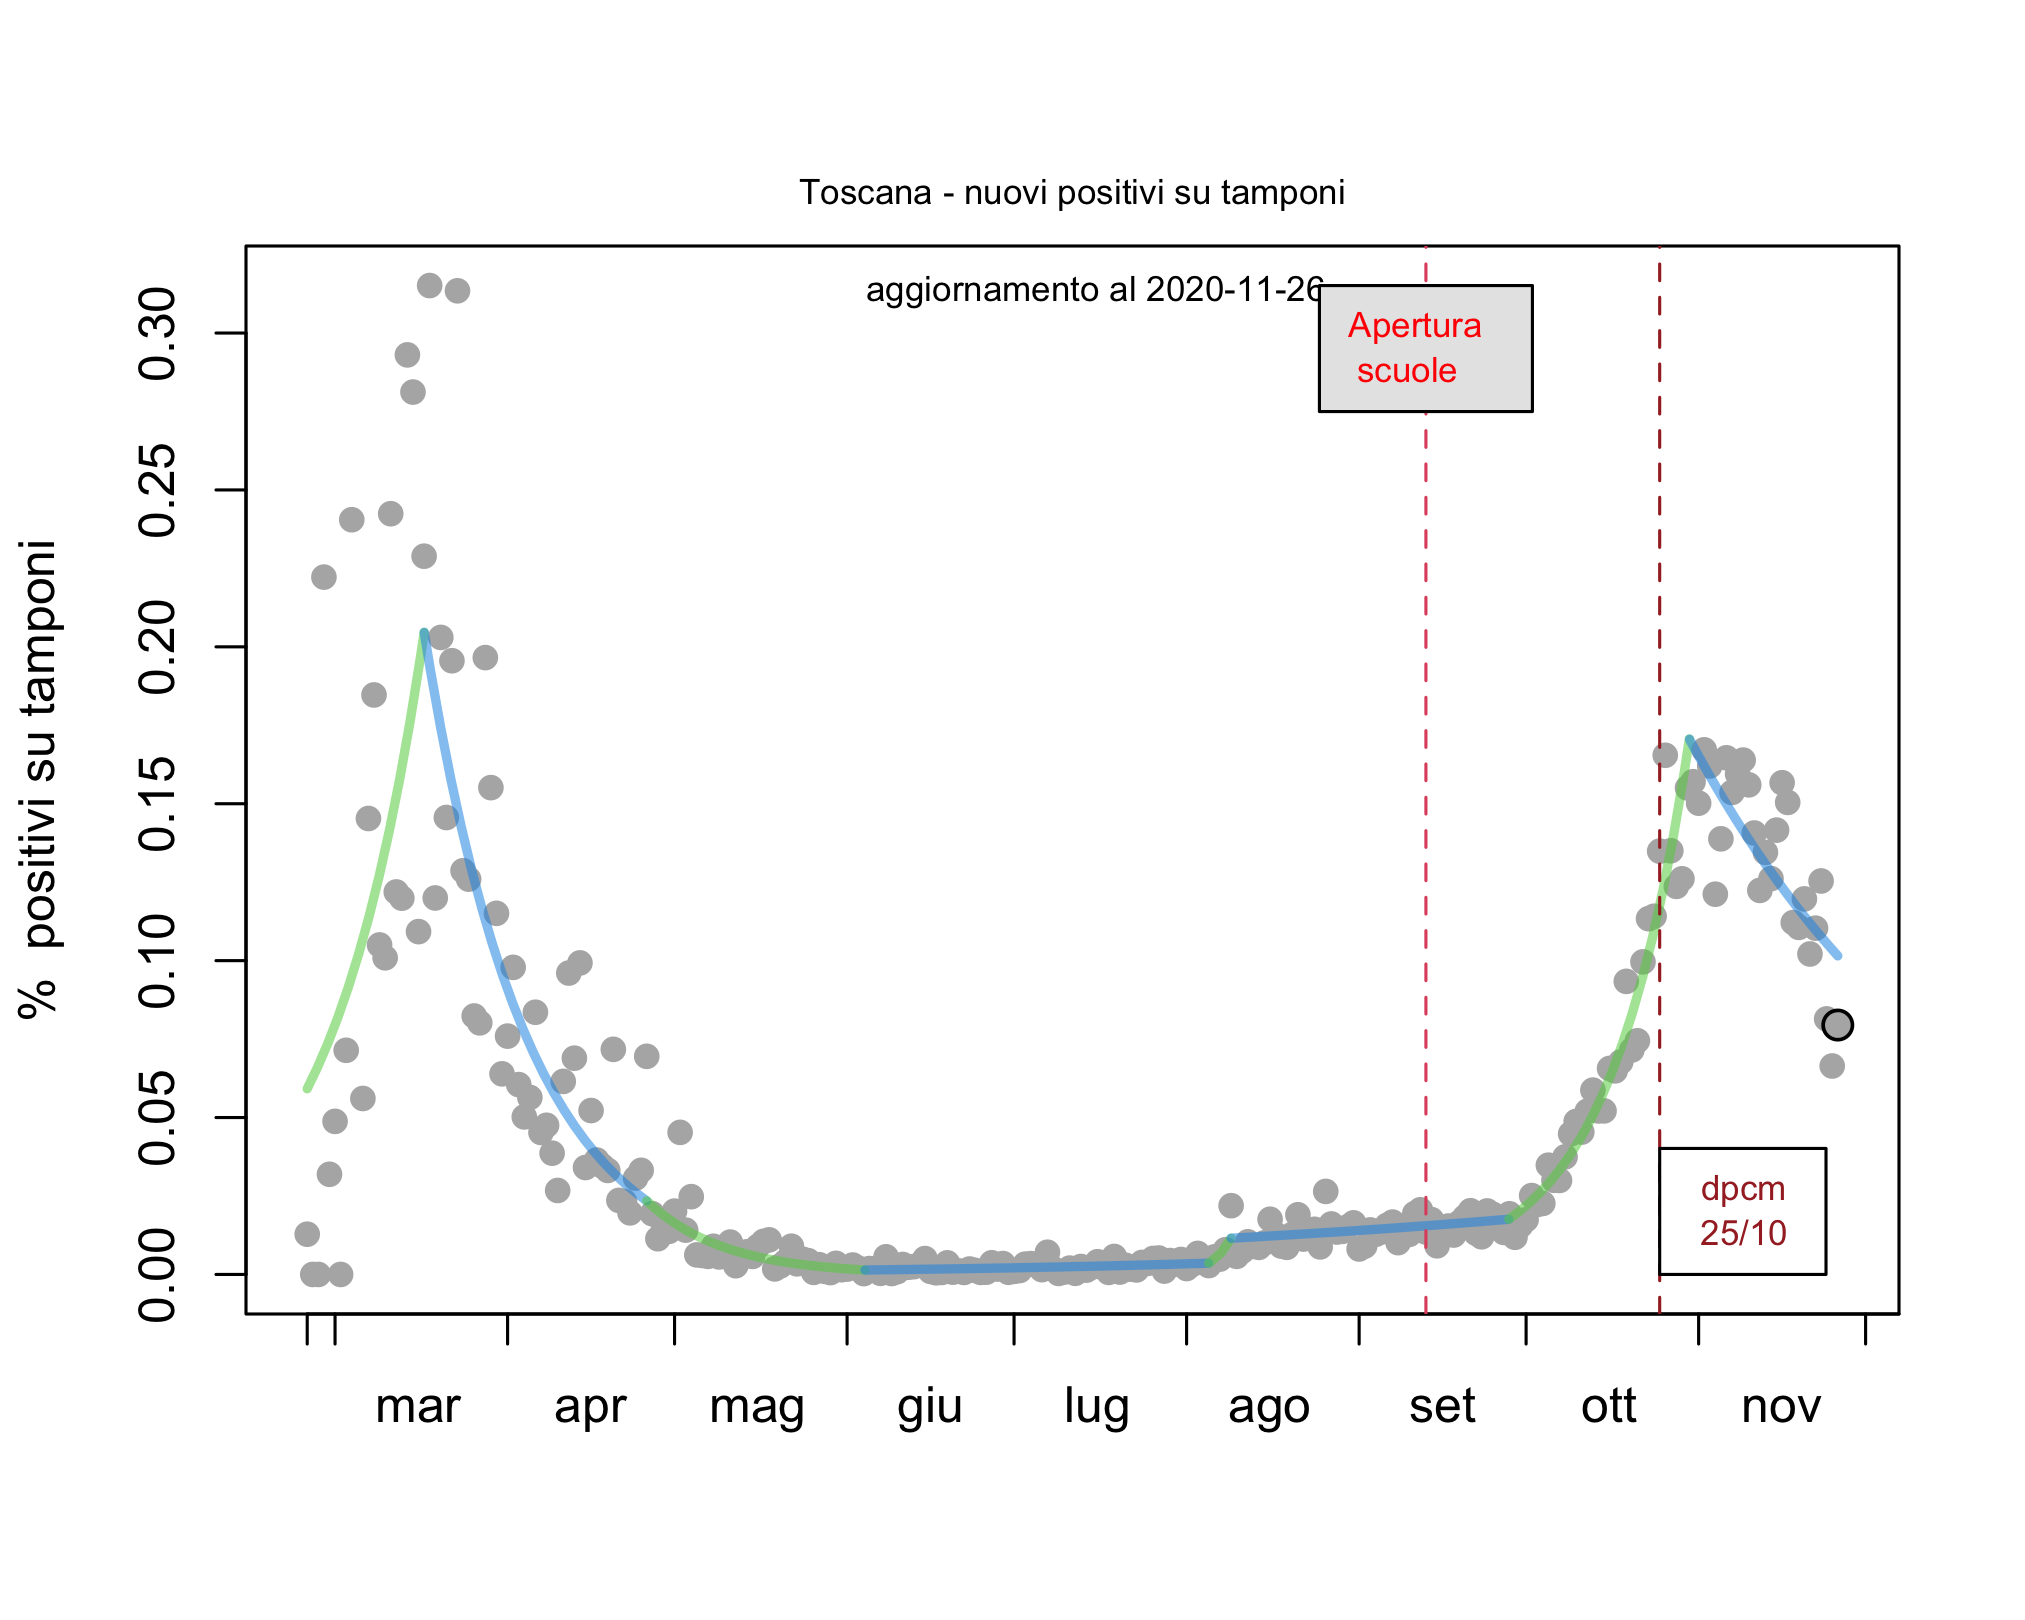 Toscana - nuovi positivi su tamponi
aggiornamento al 2020-11-26
Apertura
scuole
% positivi su tamponi
0.30
0.25
0.20
0.15
0.10
0.05
0.00
dpcm
25/10
mar apr mag giu lug ago set ott nov